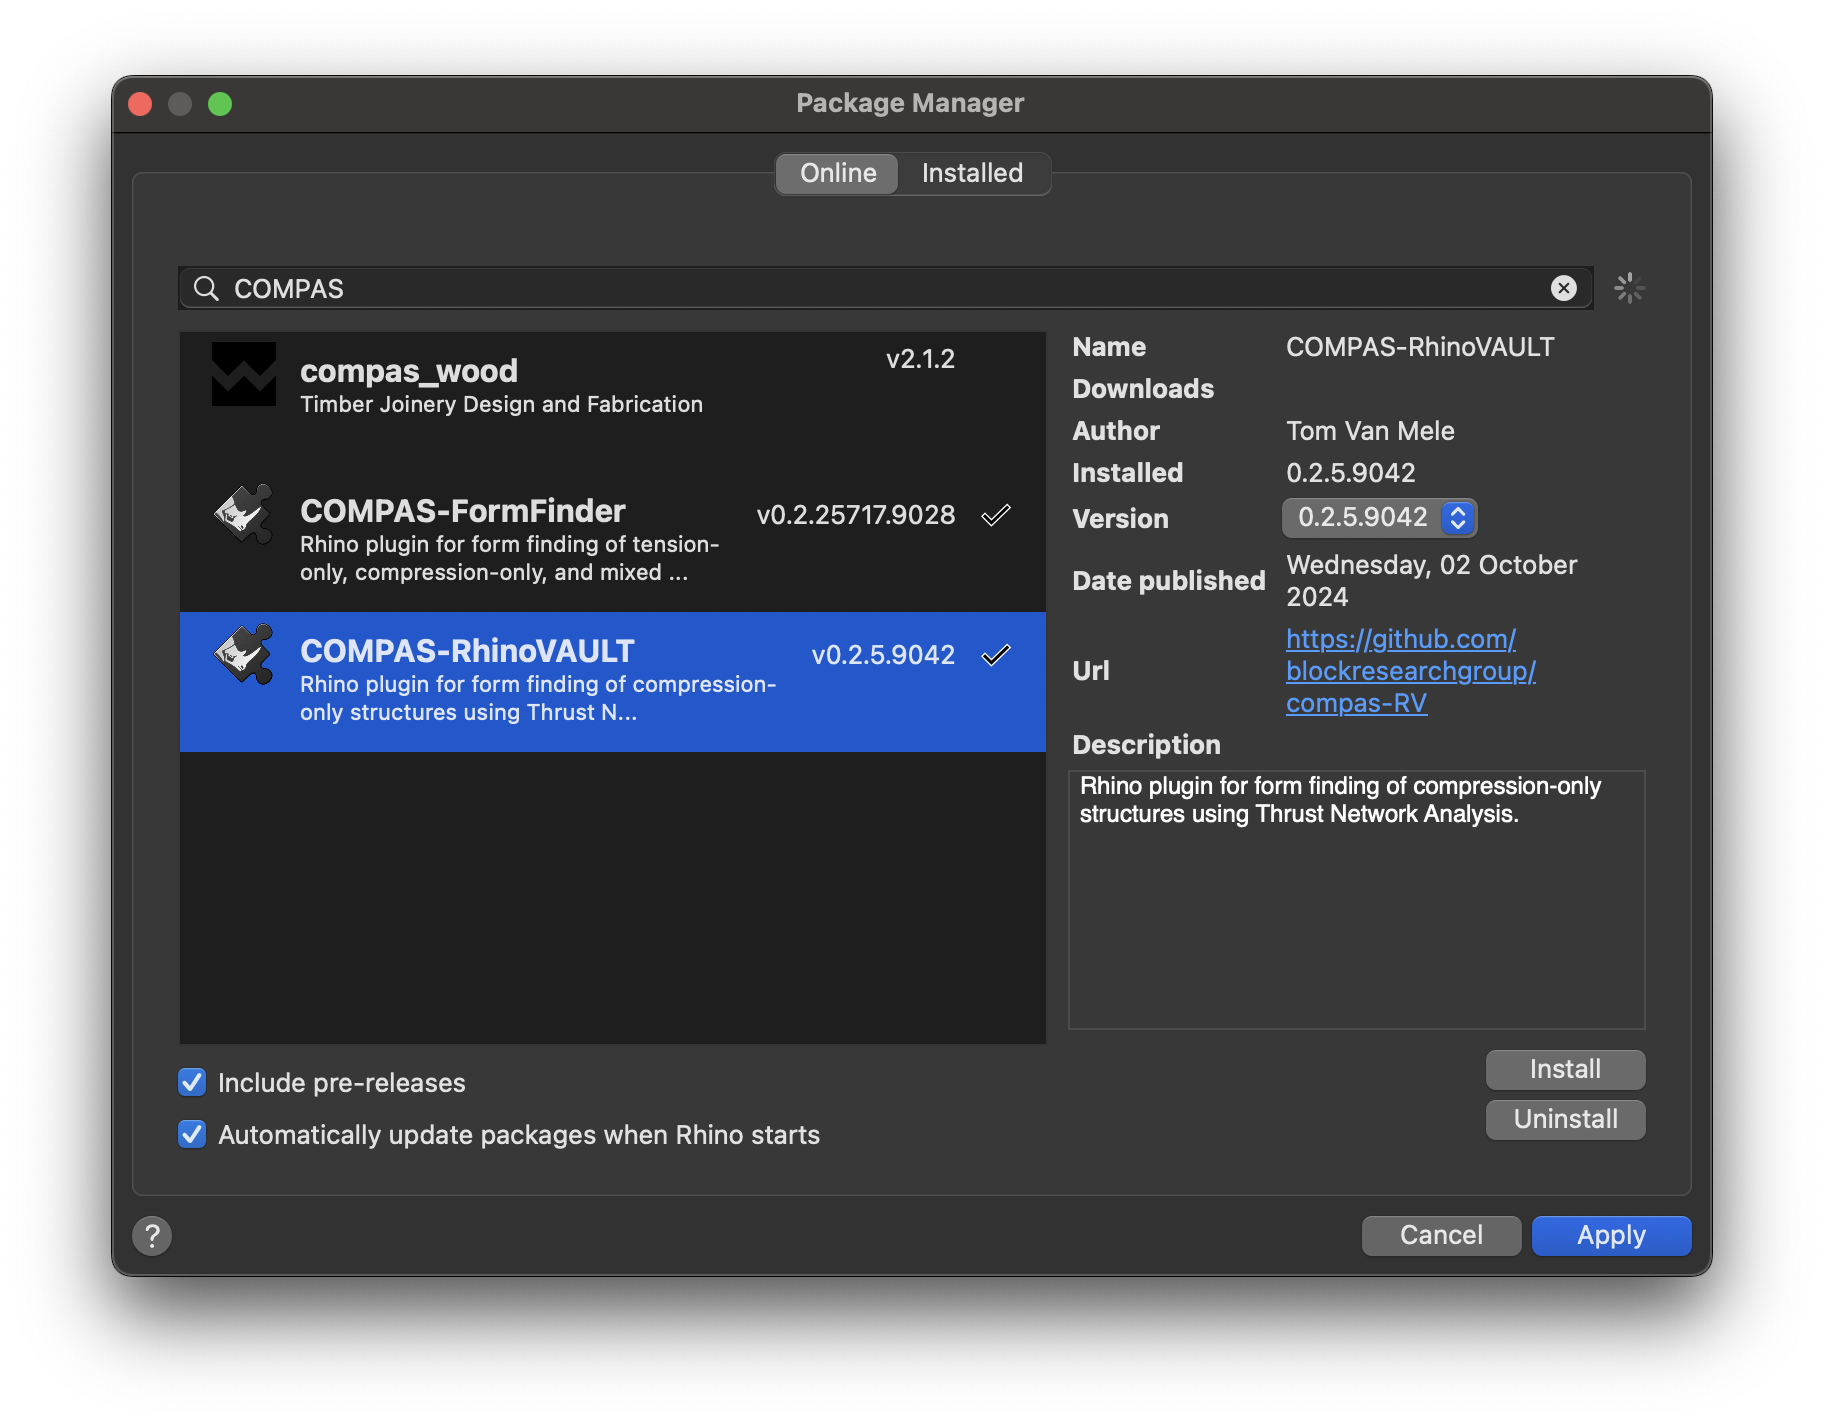 Package Manager
Online Installed
COMPAS
compas_wood v2.1.2
Timber Joinery Design and Fabrication
COMPAS-FormFinder v0.2.25717.9028
Rhino plugin for form finding of tension-
only, compression-only, and mixed ...
COMPAS-RhinoVAULT v0.2.5.9042
Rhino plugin for form finding of compression-
only structures using Thrust N...
Name COMPAS-RhinoVAULT
Downloads
Author Tom Van Mele
Installed 0.2.5.9042
Version 0.2.5.9042
Date published Wednesday, 02 October
2024
Url https://github.com/
blockresearchgroup/
compas-RV
Description
Rhino plugin for form finding of compression-only
structures using Thrust Network Analysis.
Include pre-releases
Automatically update packages when Rhino starts
Install
Uninstall
?
Cancel Apply